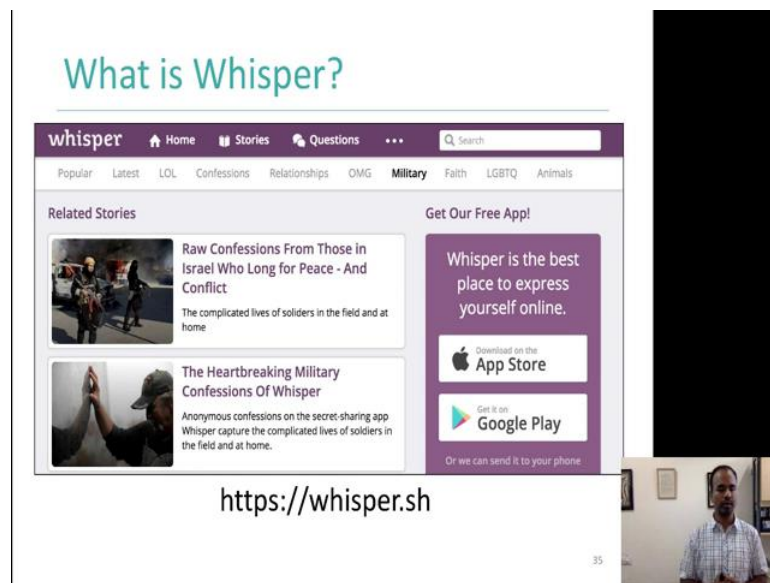 What is Whisper?
whisper Home Stories Questions ••• Search
Popular Latest LOL Confessions Relationships OMG Military Faith LGBTQ Animals
Related Stories
Raw Confessions From Those in
Israel Who Long for Peace - And
Conflict
The complicated lives of soliders in the field and at
home
The Heartbreaking Military
Confessions Of Whisper
Anonymous confessions on the secret-sharing app
Whisper capture the complicated lives of soldiers in
the field and at home.
Get Our Free App!
Whisper is the best
place to express
yourself online.
Download on the
App Store
Get it on
Google Play
Or we can send it to your phone
https://whisper.sh
35